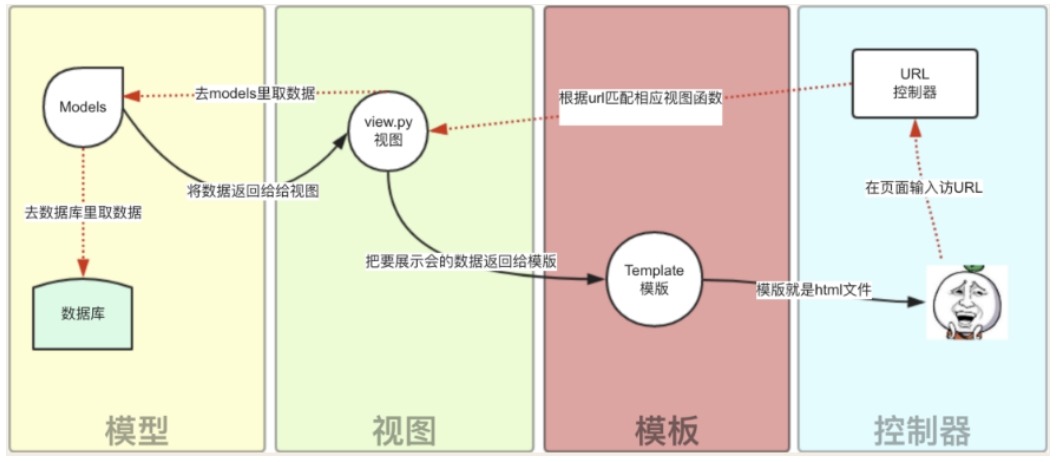 Models
去models里取数据
view.py
视图
根据url匹配相应视图函数
URL
控制器
将数据返回给给视图
在页面输入访URL
去数据库里取数据
把要展示会的数据返回给模版
Template
模版
模版就是html文件
数据库
模型
视图
模板
控制器